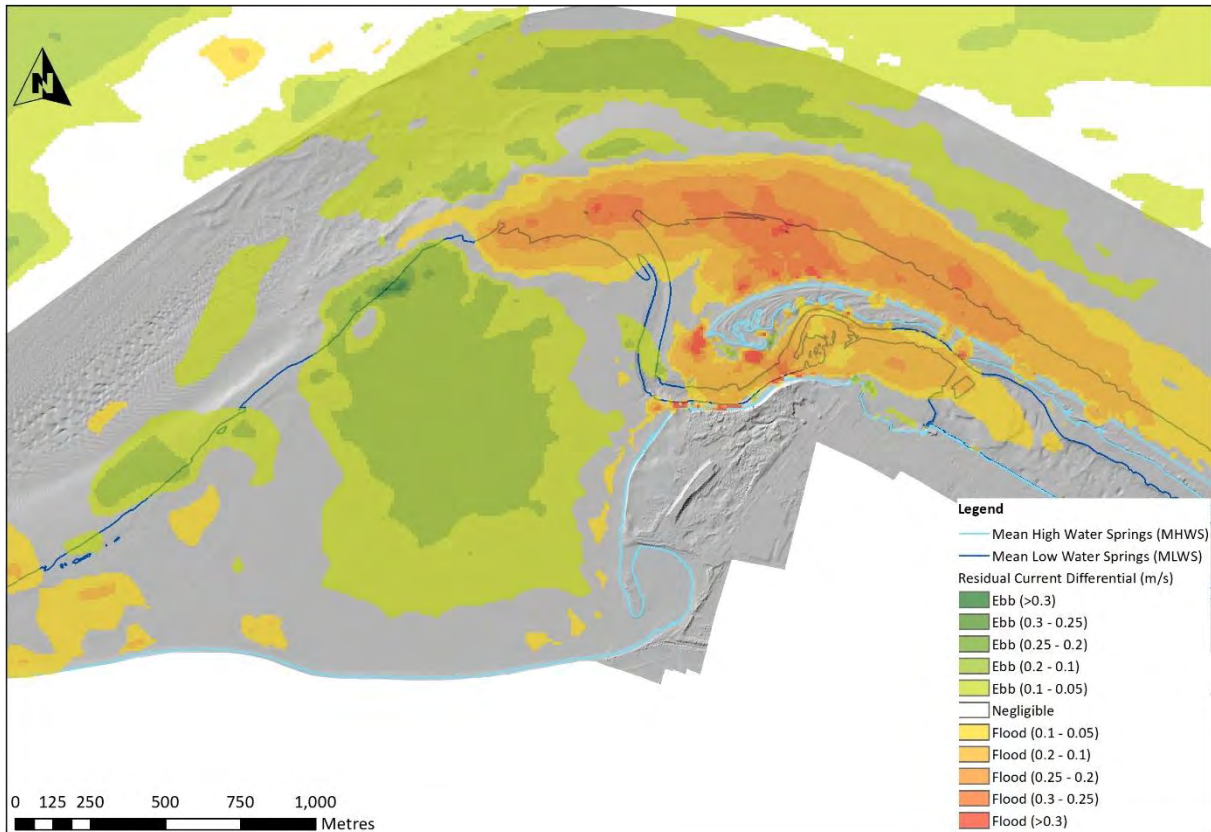 N
Legend
Mean High Water Springs (MHWS)
Mean Low Water Springs (MLWS)
Residual Current Differential (m/s)
Ebb (>0.3)
Ebb (0.3 - 0.25)
Ebb (0.25 - 0.2)
Ebb (0.2 - 0.1)
Ebb (0.1 - 0.05)
Negligible
Flood (0.1 - 0.05)
Flood (0.2 - 0.1)
Flood (0.25 - 0.2)
Flood (0.3 - 0.25)
Flood (>0.3)
0 125 250 500 750 1,000
Metres